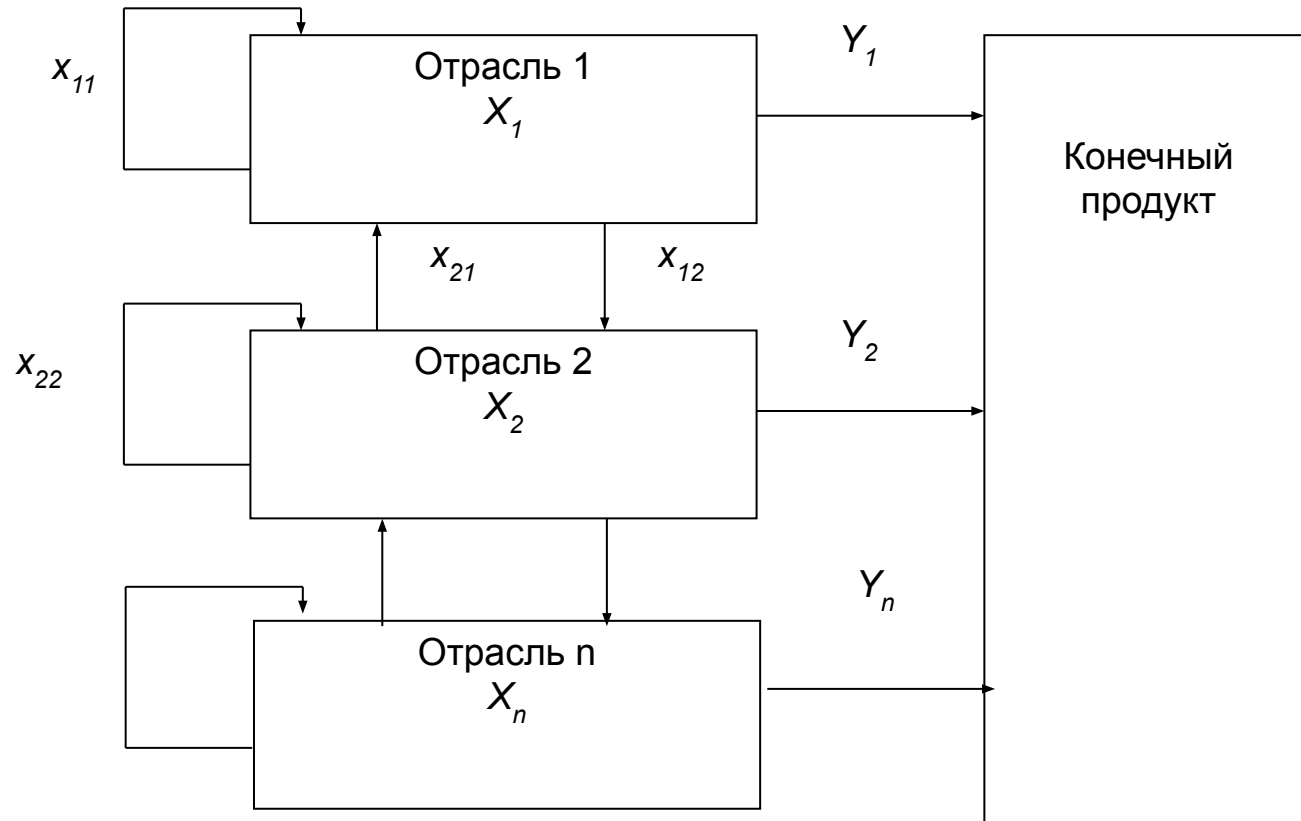 Отрасль 1
X₁
x₁₁
Y₁
Конечный
продукт
x₂₁
x₁₂
Отрасль 2
X₂
x₂₂
Y₂
Отрасль n
Xₙ
Yₙ